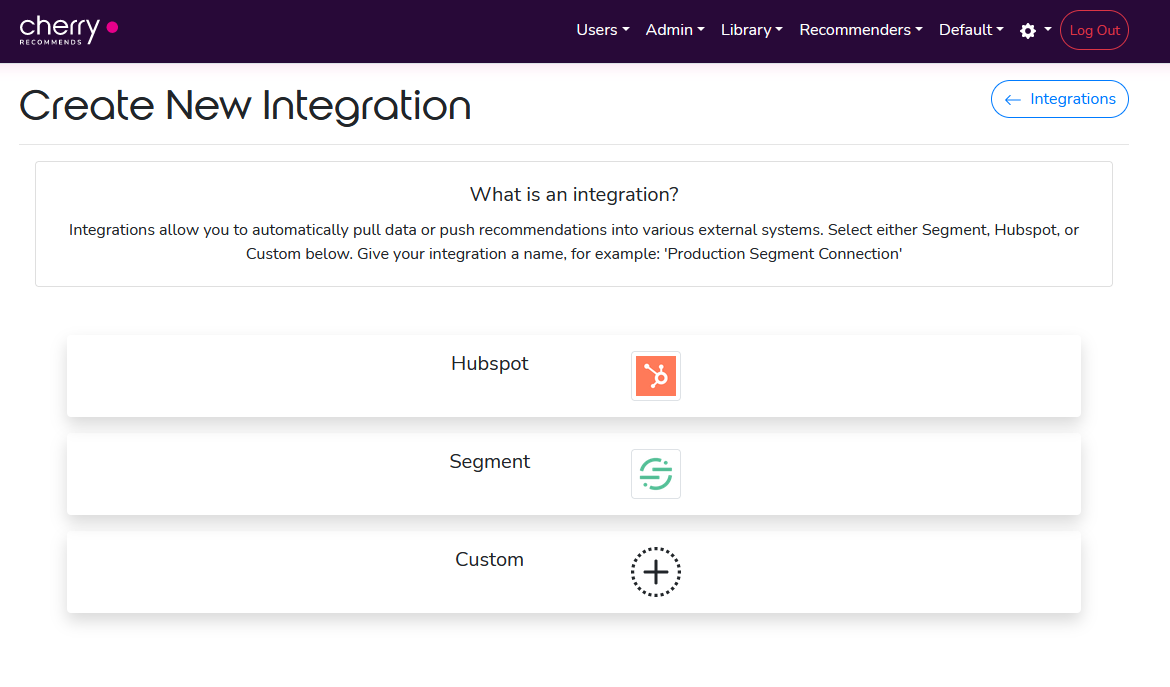 cherry
RECOMMENDS
Users Admin Library Recommenders Default Log Out
Create New Integration
← Integrations
What is an integration?
Integrations allow you to automatically pull data or push recommendations into various external systems. Select either Segment, Hubspot, or
Custom below. Give your integration a name, for example: 'Production Segment Connection'
Hubspot
Segment
Custom